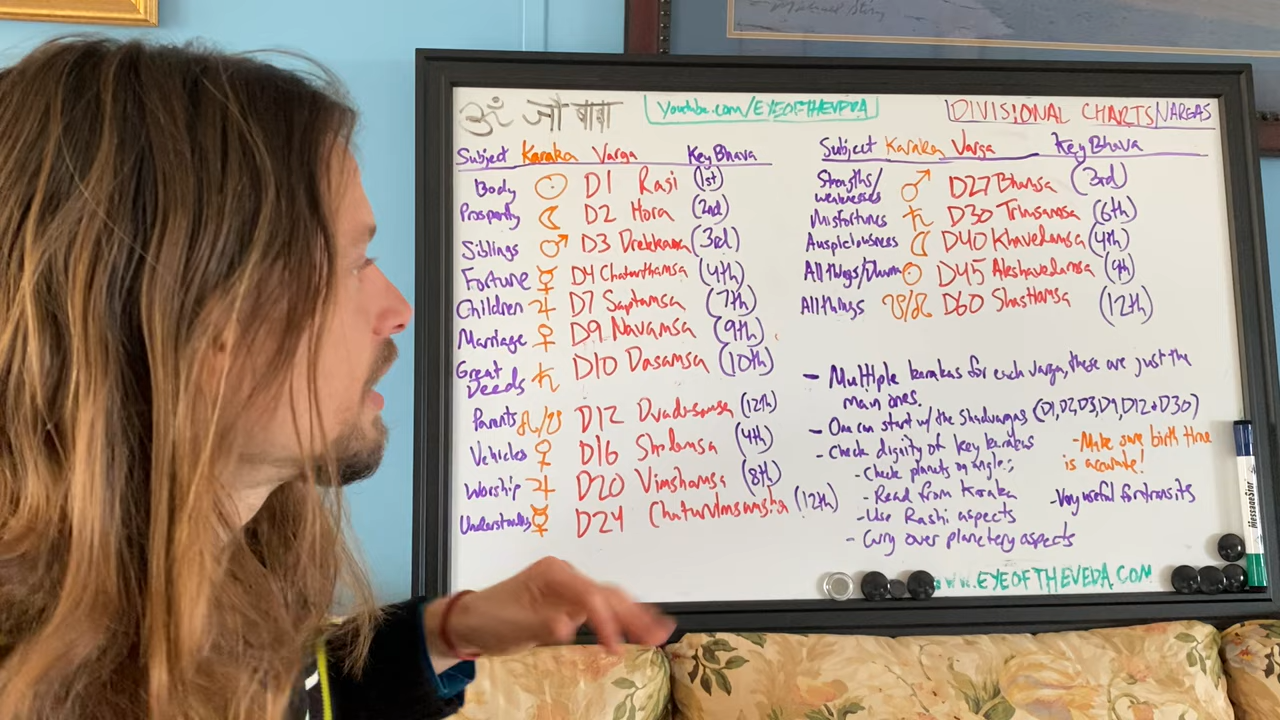 ॐ जी बाबा
Youtube.com/EYEOFTHEVEDA
DIVISIONAL CHARTS/VARGAS
Subject Karaka Varga Key Bhava
Body ☉ D1 Rasi (1st)
Prosperity ☾ D2 Hora (2nd)
Siblings ♂ D3 Drekkana (3rd)
Fortune ☿ D4 Chaturthamsa (4th)
Children ♃ D7 Saptamsa (7th)
Marriage ♀ D9 Navamsa (9th)
Great Deeds ♄ D10 Dasamsa (10th)
Parents ☊/☋ D12 Dvadasamsa (12th)
Vehicles ♀ D16 Shodamsa (4th)
Worship ♃ D20 Vimshamsa (8th)
Understanding ☿ D24 Chaturvimsamsha (12th)
Subject Karaka Varga Key Bhava
Strengths/
weaknesses ♂ D27 Bhamsa (3rd)
Misfortunes ♄ D30 Trimsamsa (6th)
Auspiciousness ☾ D40 Khavedamsa (4th)
All things/Dharma ☉ D45 Akshavedamsa (9th)
All things ☋/☊ D60 Shastiamsa (12th)
- Multiple karakas for each varga, these are just the
main ones.
- One can start w/ the Shadvargas (D1, D2, D3, D9, D12 + D30)
- Check dignity of key karakas
- Check planets on angles
- Read from Karaka
- Use Rashi aspects
- Carry over planetary aspects
- Make sure birth time
is accurate!
- Very useful for transits
www.EYEOFTHEVEDA.COM
MessageStar